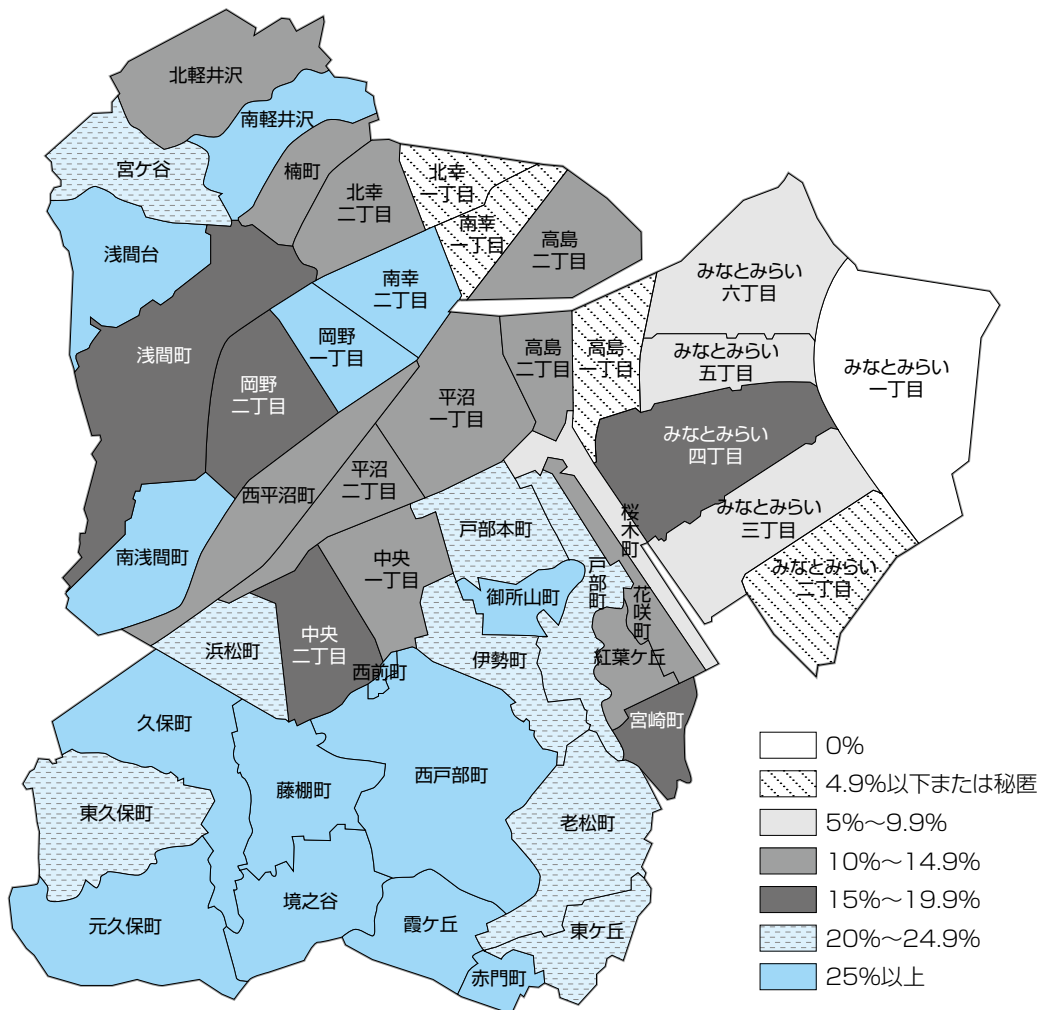 北軽井沢
南軽井沢
宮ケ谷
楠町
北幸
二丁目
北幸
一丁目
南幸
一丁目
高島
二丁目
浅間台
南幸
二丁目
みなとみらい
六丁目
浅間町
岡野
一丁目
岡野
二丁目
高島
二丁目
高島
一丁目
みなとみらい
五丁目
みなとみらい
一丁目
平沼
一丁目
みなとみらい
四丁目
平沼
二丁目
西平沼町
戸部本町
桜木町
みなとみらい
三丁目
南浅間町
中央
一丁目
戸部町
みなとみらい
二丁目
御所山町
花咲町
浜松町
中央
二丁目
西前町
伊勢町
紅葉ケ丘
宮崎町
久保町
藤棚町
西戸部町
東久保町
老松町
元久保町
境之谷
霞ケ丘
東ケ丘
赤門町
0%
4.9%以下または秘匿
5%～9.9%
10%～14.9%
15%～19.9%
20%～24.9%
25%以上